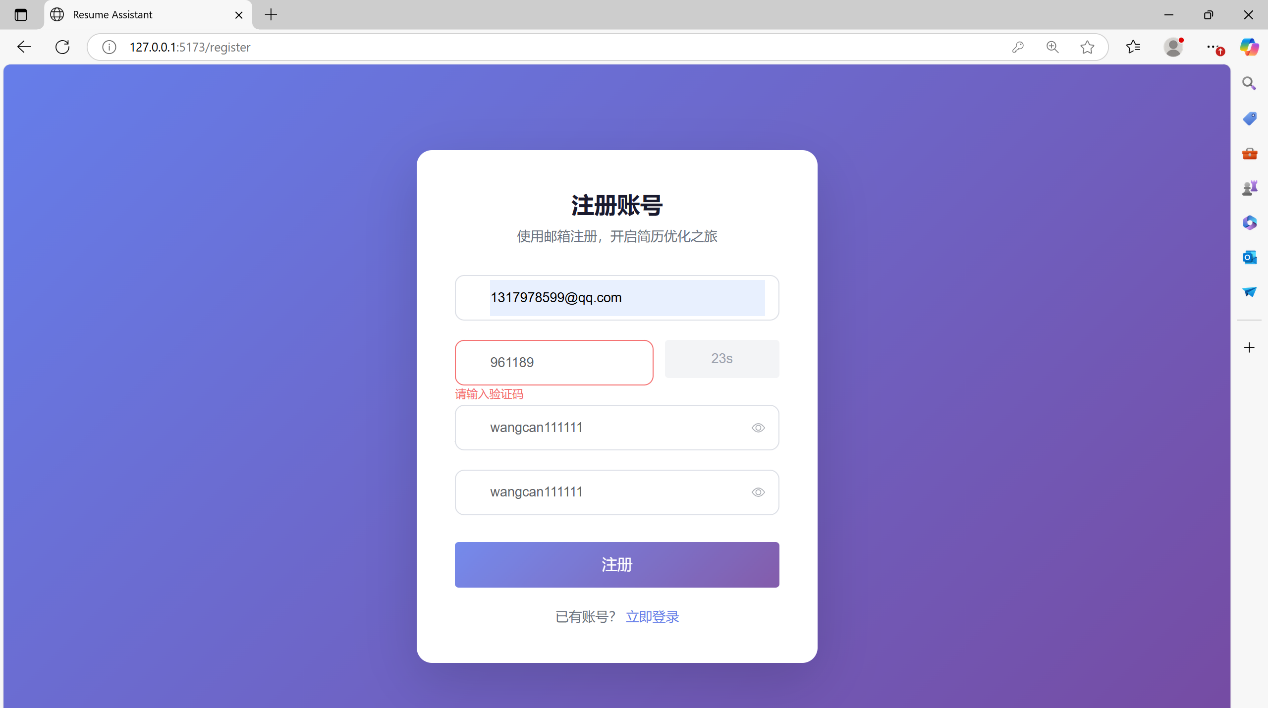 Resume Assistant
127.0.0.1:5173/register
注册账号
使用邮箱注册，开启简历优化之旅
1317978599@qq.com
961189
23s
请输入验证码
wangcan111111
wangcan111111
注册
已有账号？ 立即登录